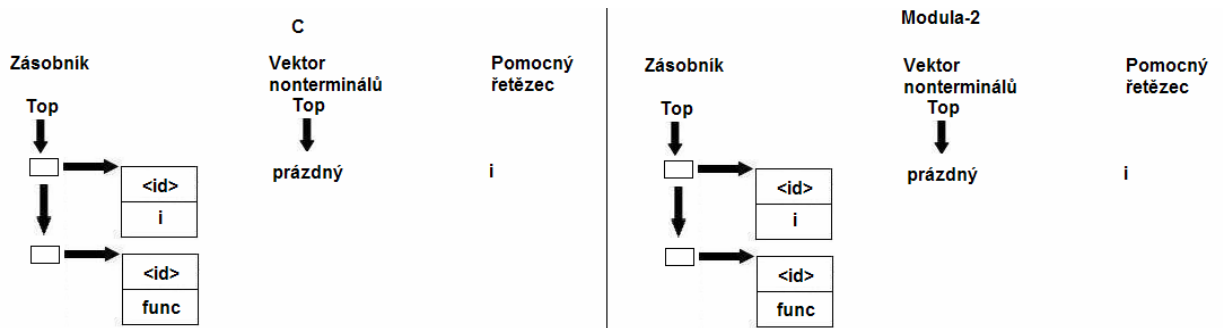 C
Zásobník
Vektor
nonterminálů
Pomocný
řetězec
Top
Top
prázdný
i
<id>
i
<id>
func
Modula-2
Zásobník
Vektor
nonterminálů
Pomocný
řetězec
Top
Top
prázdný
i
<id>
i
<id>
func